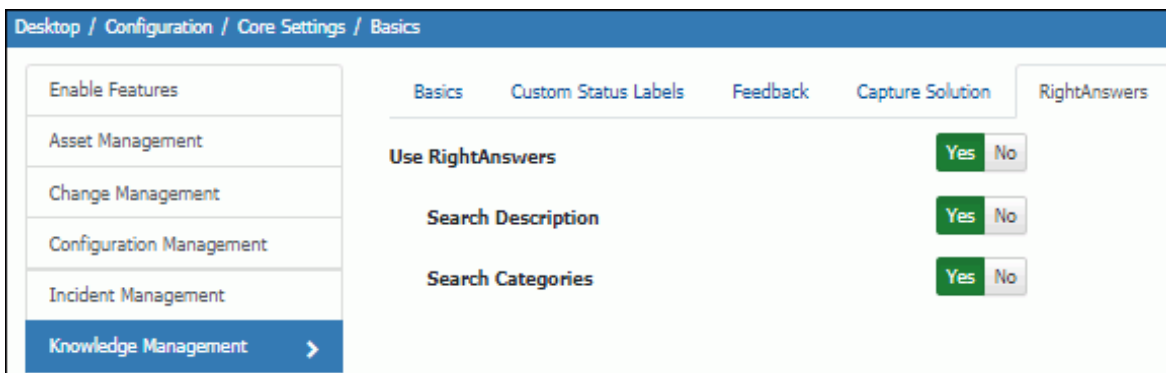 Desktop / Configuration / Core Settings / Basics
Enable Features
Asset Management
Change Management
Configuration Management
Incident Management
Knowledge Management
Basics Custom Status Labels Feedback Capture Solution RightAnswers
Use RightAnswers Yes No
Search Description Yes No
Search Categories Yes No